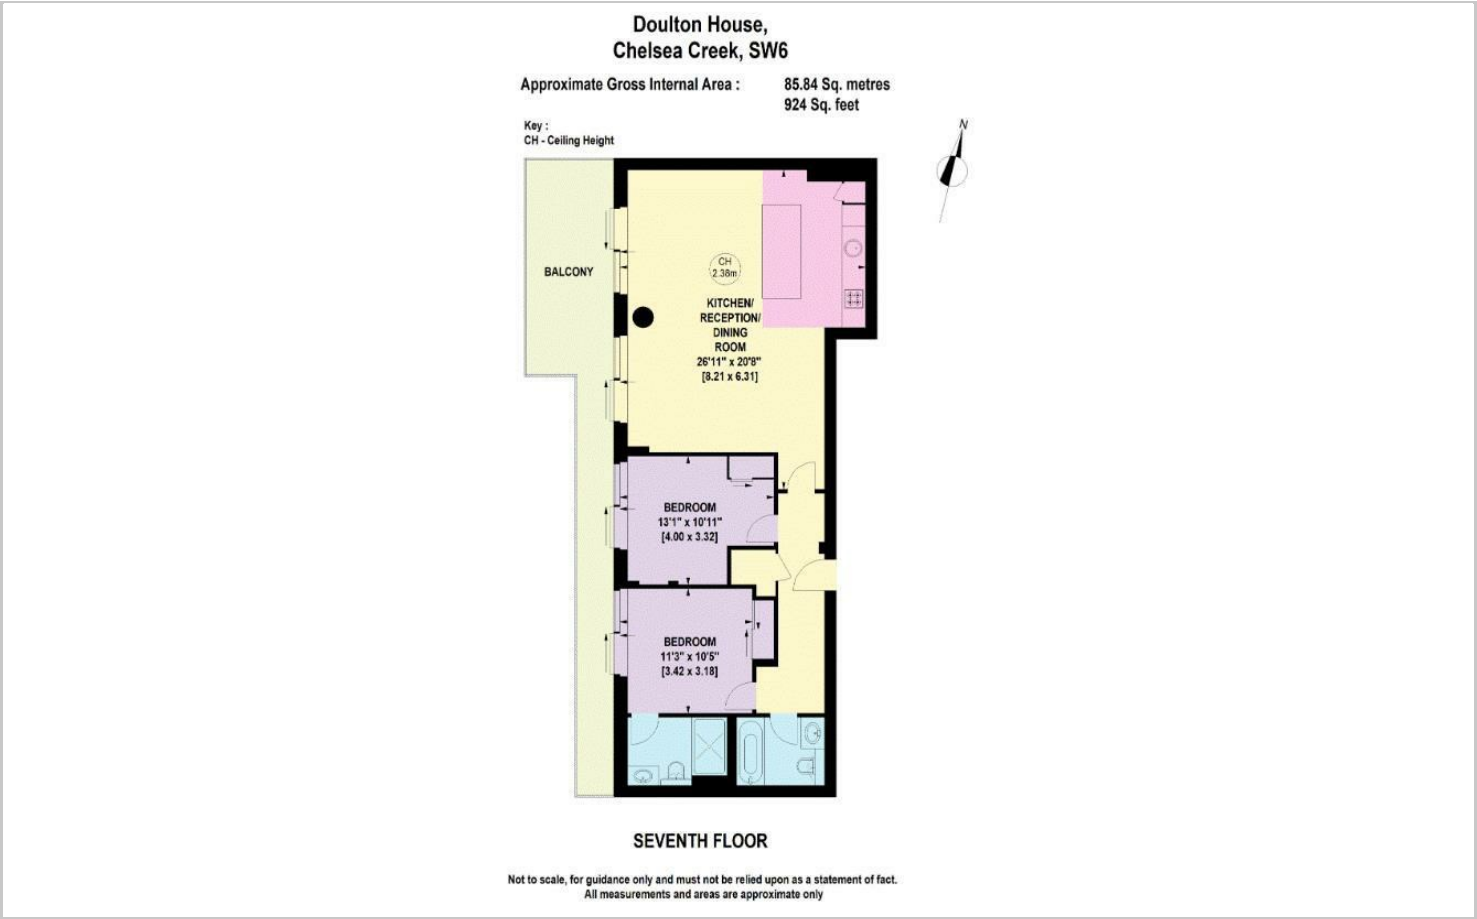 Doulton House,
Chelsea Creek, SW6
Approximate Gross Internal Area :
85.84 Sq. metres
924 Sq. feet
Key :
CH - Ceiling Height
N
BALCONY
CH
2.38m
KITCHEN/
RECEPTION/
DINING
ROOM
26'11" x 20'8"
[8.21 x 6.31]
BEDROOM
13'1" x 10'11"
[4.00 x 3.32]
BEDROOM
11'3" x 10'5"
[3.42 x 3.18]
SEVENTH FLOOR
Not to scale, for guidance only and must not be relied upon as a statement of fact.
All measurements and areas are approximate only